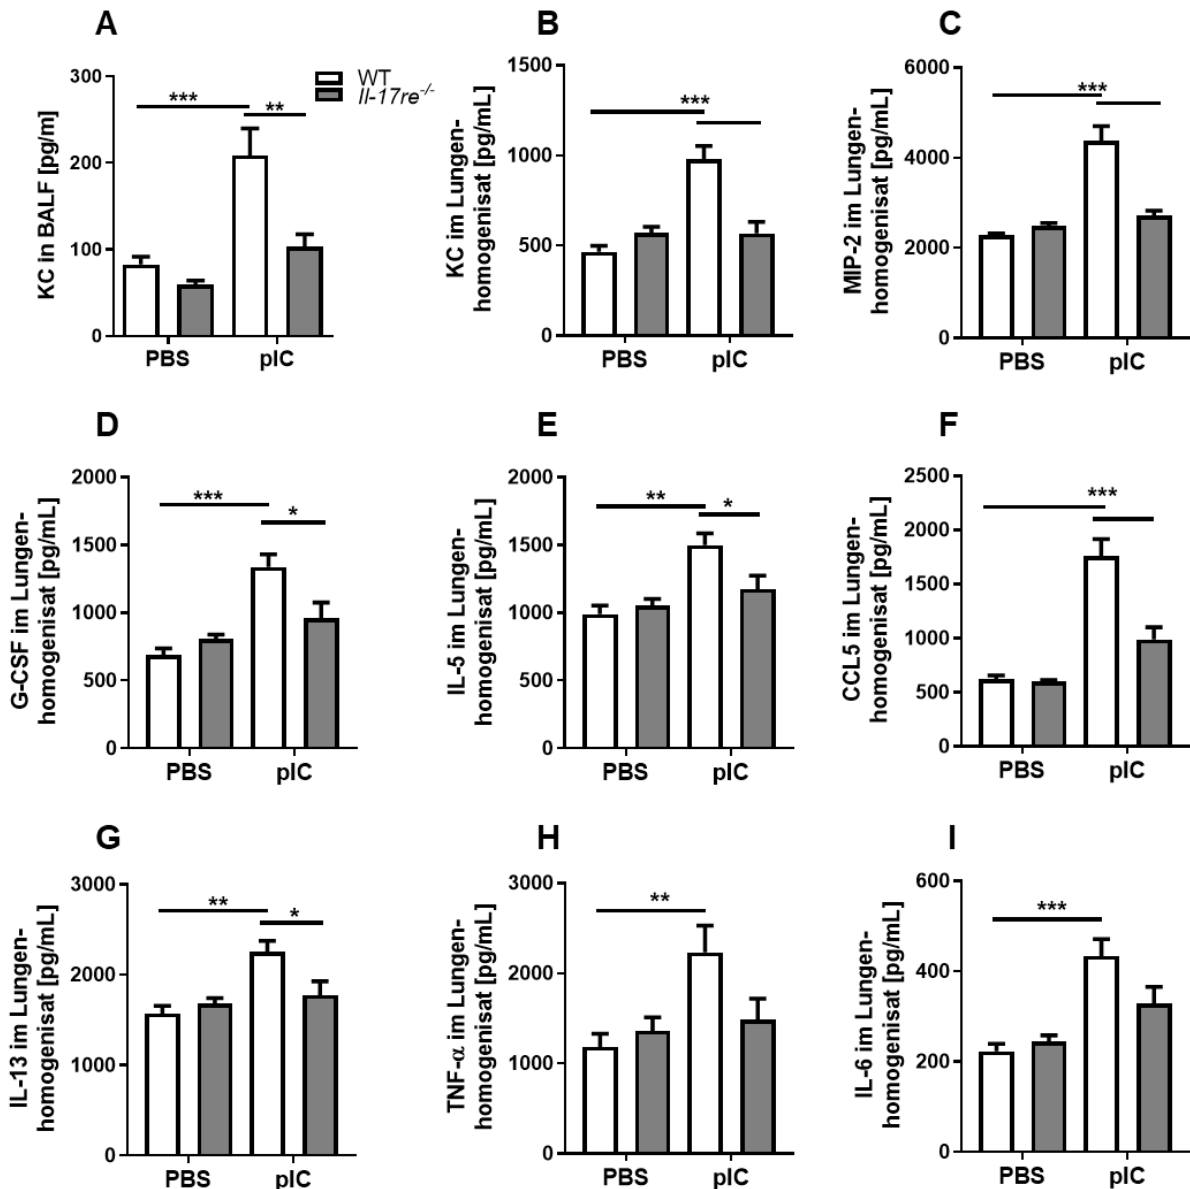 A
KC in BALF [pg/m]
300
200
100
0
***
**
WT
Il-17re-/-
PBS
pIC
B
KC im Lungen-
homogenisat [pg/mL]
1500
1000
500
0
***
PBS
pIC
C
MIP-2 im Lungen-
homogenisat [pg/mL]
6000
4000
2000
0
***
PBS
pIC
D
G-CSF im Lungen-
homogenisat [pg/mL]
2000
1500
1000
500
0
***
*
PBS
pIC
E
IL-5 im Lungen-
homogenisat [pg/mL]
2000
1500
1000
500
0
**
*
PBS
pIC
F
CCL5 im Lungen-
homogenisat [pg/mL]
2500
2000
1500
1000
500
0
***
PBS
pIC
G
IL-13 im Lungen-
homogenisat [pg/mL]
3000
2000
1000
0
**
*
PBS
pIC
H
TNF-α im Lungen-
homogenisat [pg/mL]
3000
2000
1000
0
**
PBS
pIC
I
IL-6 im Lungen-
homogenisat [pg/mL]
600
400
200
0
***
PBS
pIC